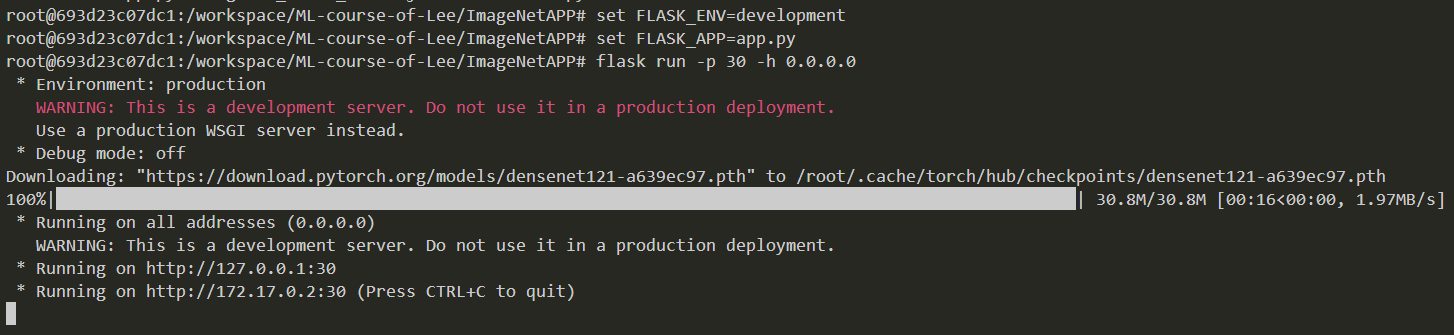 root@693d23c07dc1:/workspace/ML-course-of-Lee/ImageNetAPP# set FLASK_ENV=development
root@693d23c07dc1:/workspace/ML-course-of-Lee/ImageNetAPP# set FLASK_APP=app.py
root@693d23c07dc1:/workspace/ML-course-of-Lee/ImageNetAPP# flask run -p 30 -h 0.0.0.0
 * Environment: production
   WARNING: This is a development server. Do not use it in a production deployment.
   Use a production WSGI server instead.
 * Debug mode: off
Downloading: "https://download.pytorch.org/models/densenet121-a639ec97.pth" to /root/.cache/torch/hub/checkpoints/densenet121-a639ec97.pth
100%| | 30.8M/30.8M [00:16<00:00, 1.97MB/s]
 * Running on all addresses (0.0.0.0)
   WARNING: This is a development server. Do not use it in a production deployment.
 * Running on http://127.0.0.1:30
 * Running on http://172.17.0.2:30 (Press CTRL+C to quit)